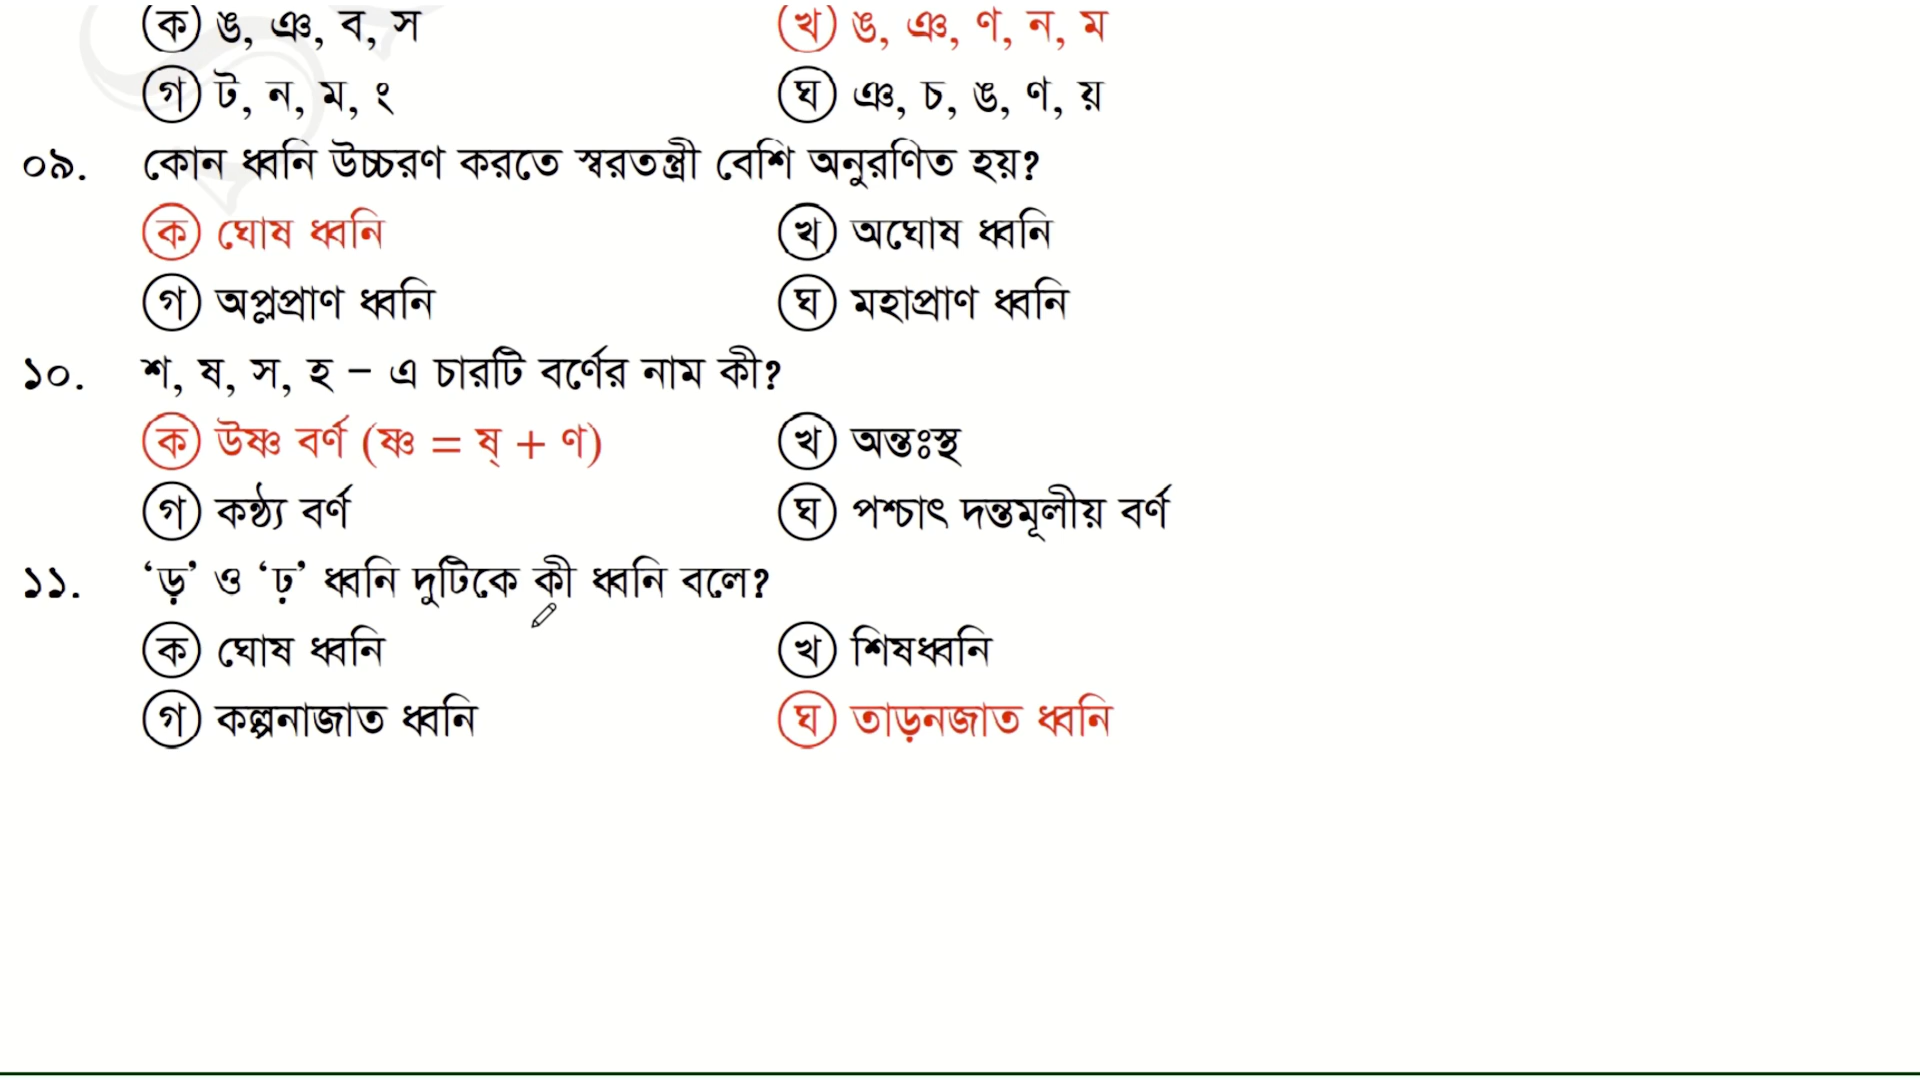 ক ঙ, ঞ, ব, স খ ঙ, ঞ, ণ, ন, ম
গ ট, ন, ম, ং ঘ ঞ, চ, ঙ, ণ, য়
০৯. কোন ধ্বনি উচ্চরণ করতে স্বরতন্ত্রী বেশি অনুরণিত হয়?
ক ঘোষ ধ্বনি খ অঘোষ ধ্বনি
গ অপ্লপ্রাণ ধ্বনি ঘ মহাপ্রাণ ধ্বনি
১০. শ, ষ, স, হ – এ চারটি বর্ণের নাম কী?
ক উষ্ণ বর্ণ (ষ্ণ = ষ্ + ণ) খ অন্তঃস্থ
গ কন্ঠ্য বর্ণ ঘ পশ্চাৎ দন্তমূলীয় বর্ণ
১১. ‘ড়’ ও ‘ঢ়’ ধ্বনি দুটিকে কী ধ্বনি বলে?
ক ঘোষ ধ্বনি খ শিষধ্বনি
গ কল্পনাজাত ধ্বনি ঘ তাড়নজাত ধ্বনি